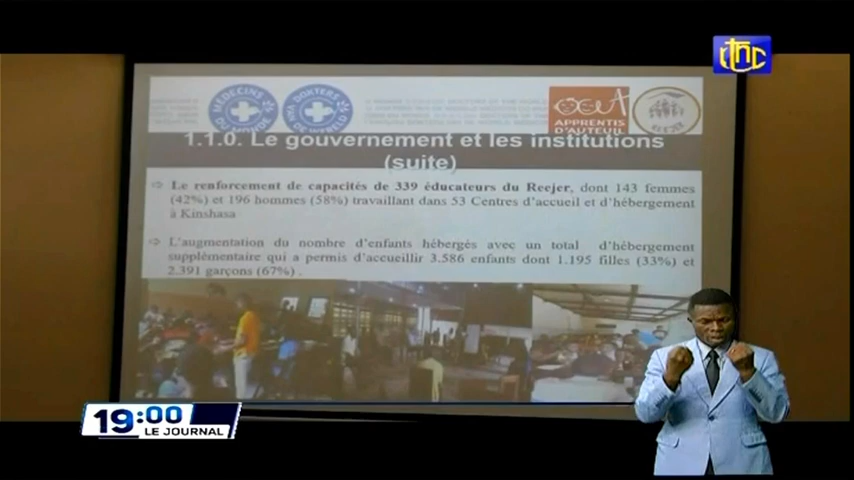 rtnc
MEDECINS DU MONDE
DOKTERS VAN DE WERELD
APPRENTIS
D'AUTEUIL
REEJER
1.1.0. Le gouvernement et les institutions
(suite)
⇨ Le renforcement de capacités de 339 éducateurs du Reejer, dont 143 femmes
(42%) et 196 hommes (58%) travaillant dans 53 Centres d'accueil et d'hébergement
à Kinshasa
⇨ L'augmentation du nombre d'enfants hébergés avec un total d'hébergement
supplémentaire qui a permis d'accueillir 3.586 enfants dont 1.195 filles (33%) et
2.391 garçons (67%) .
19:00
LE JOURNAL